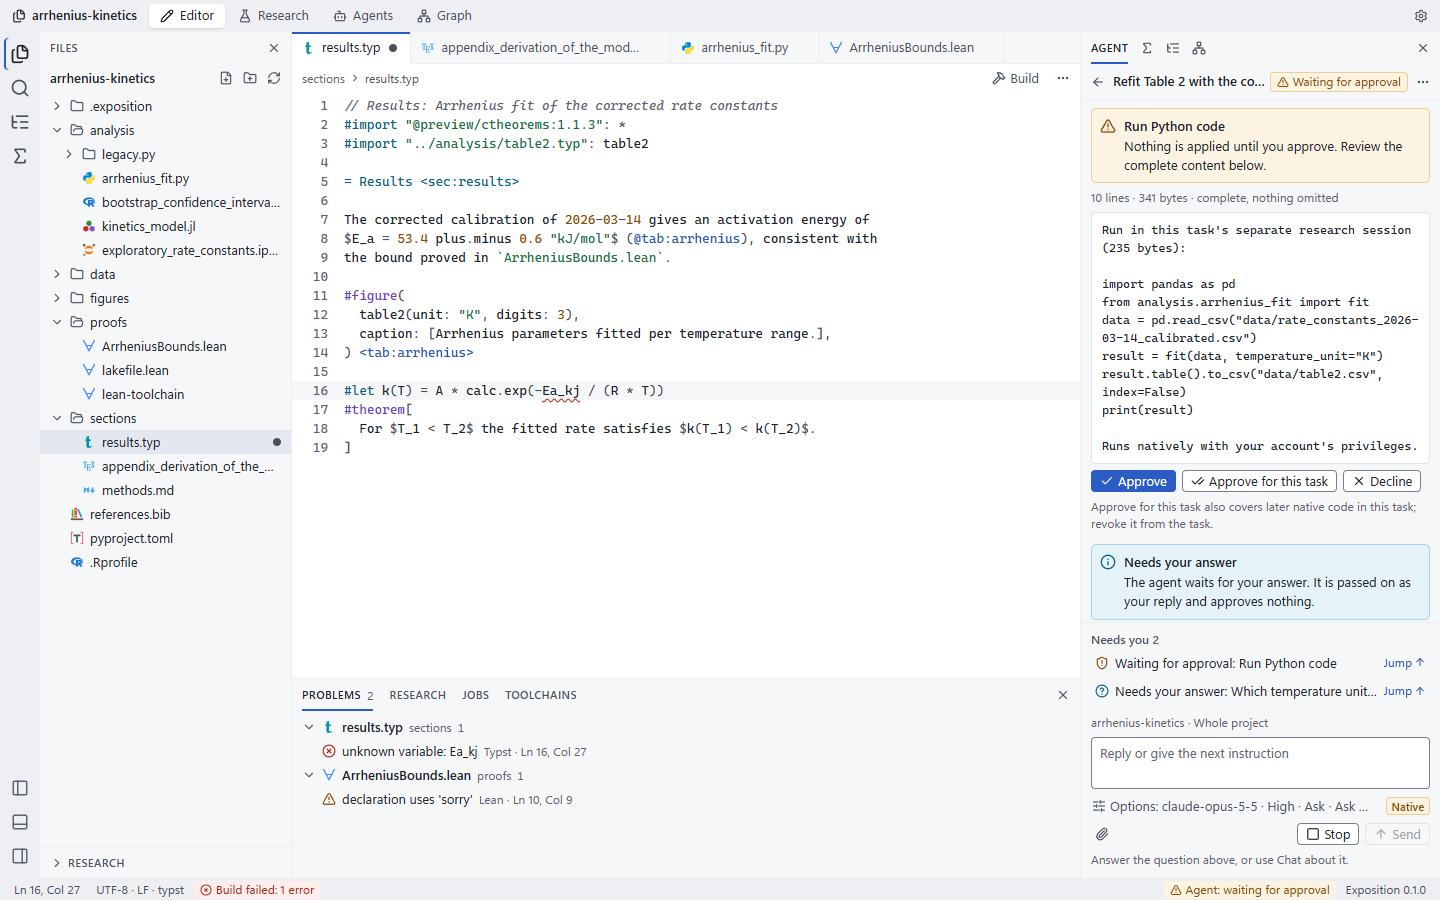 arrhenius-kinetics
Editor
Research
Agents
Graph
FILES
arrhenius-kinetics
.exposition
analysis
legacy.py
arrhenius_fit.py
bootstrap_confidence_interva...
kinetics_model.jl
exploratory_rate_constants.ip...
data
figures
proofs
ArrheniusBounds.lean
lakefile.lean
lean-toolchain
sections
results.typ
appendix_derivation_of_the_...
methods.md
references.bib
pyproject.toml
.Rprofile
RESEARCH
results.typ
appendix_derivation_of_the_mod...
arrhenius_fit.py
ArrheniusBounds.lean
sections > results.typ
Build
1 // Results: Arrhenius fit of the corrected rate constants
2 #import "@preview/ctheorems:1.1.3": *
3 #import "../analysis/table2.typ": table2
4
5 = Results <sec:results>
6
7 The corrected calibration of 2026-03-14 gives an activation energy of
8 $E_a = 53.4 plus.minus 0.6 "kJ/mol"$ (@tab:arrhenius), consistent with
9 the bound proved in `ArrheniusBounds.lean`.
10
11 #figure(
12 table2(unit: "K", digits: 3),
13 caption: [Arrhenius parameters fitted per temperature range.],
14 ) <tab:arrhenius>
15
16 #let k(T) = A * calc.exp(-Ea_kj / (R * T))
17 #theorem[
18 For $T_1 < T_2$ the fitted rate satisfies $k(T_1) < k(T_2)$.
19 ]
PROBLEMS 2
RESEARCH
JOBS
TOOLCHAINS
results.typ sections 1
unknown variable: Ea_kj Typst · Ln 16, Col 27
ArrheniusBounds.lean proofs 1
declaration uses 'sorry' Lean · Ln 10, Col 9
AGENT
Refit Table 2 with the co...
Waiting for approval
Run Python code
Nothing is applied until you approve. Review the
complete content below.
10 lines · 341 bytes · complete, nothing omitted
Run in this task's separate research session
(235 bytes):
import pandas as pd
from analysis.arrhenius_fit import fit
data = pd.read_csv("data/rate_constants_2026-
03-14_calibrated.csv")
result = fit(data, temperature_unit="K")
result.table().to_csv("data/table2.csv",
index=False)
print(result)
Runs natively with your account's privileges.
Approve
Approve for this task
Decline
Approve for this task also covers later native code in this task;
revoke it from the task.
Needs your answer
The agent waits for your answer. It is passed on as
your reply and approves nothing.
Needs you 2
Waiting for approval: Run Python code
Jump ↑
Needs your answer: Which temperature unit...
Jump ↑
arrhenius-kinetics · Whole project
Reply or give the next instruction
Options: claude-opus-5-5 · High · Ask · Ask ...
Native
Stop
Send
Answer the question above, or use Chat about it.
Ln 16, Col 27
UTF-8 · LF · typst
Build failed: 1 error
Agent: waiting for approval
Exposition 0.1.0